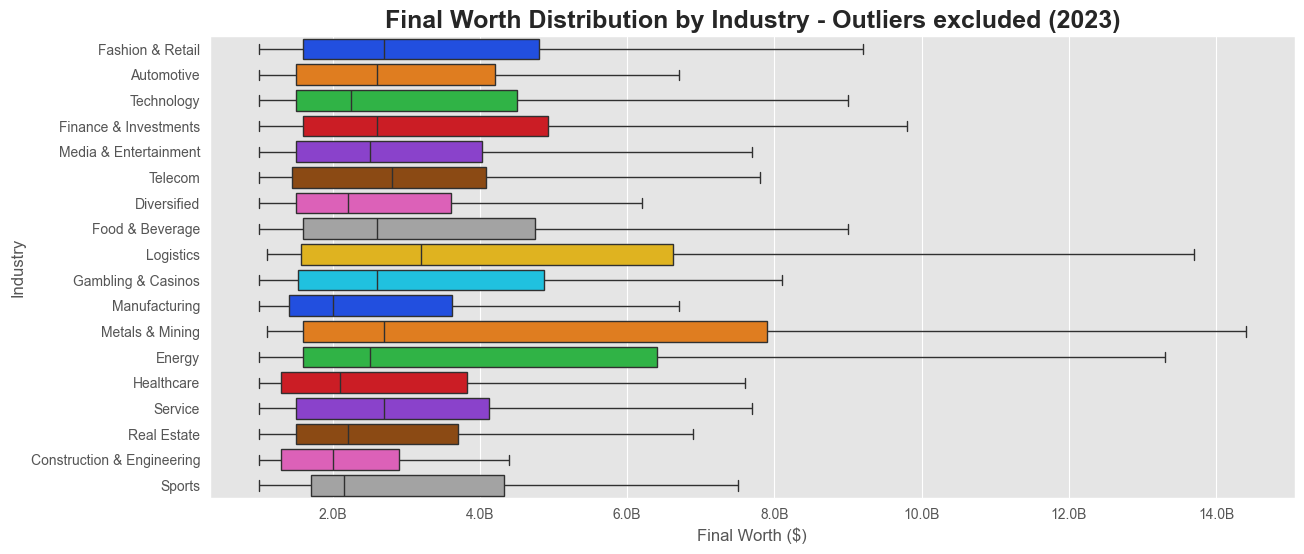 Final Worth Distribution by Industry - Outliers excluded (2023)
Industry
Fashion & Retail
Automotive
Technology
Finance & Investments
Media & Entertainment
Telecom
Diversified
Food & Beverage
Logistics
Gambling & Casinos
Manufacturing
Metals & Mining
Energy
Healthcare
Service
Real Estate
Construction & Engineering
Sports
2.0B 4.0B 6.0B 8.0B 10.0B 12.0B 14.0B
Final Worth ($)